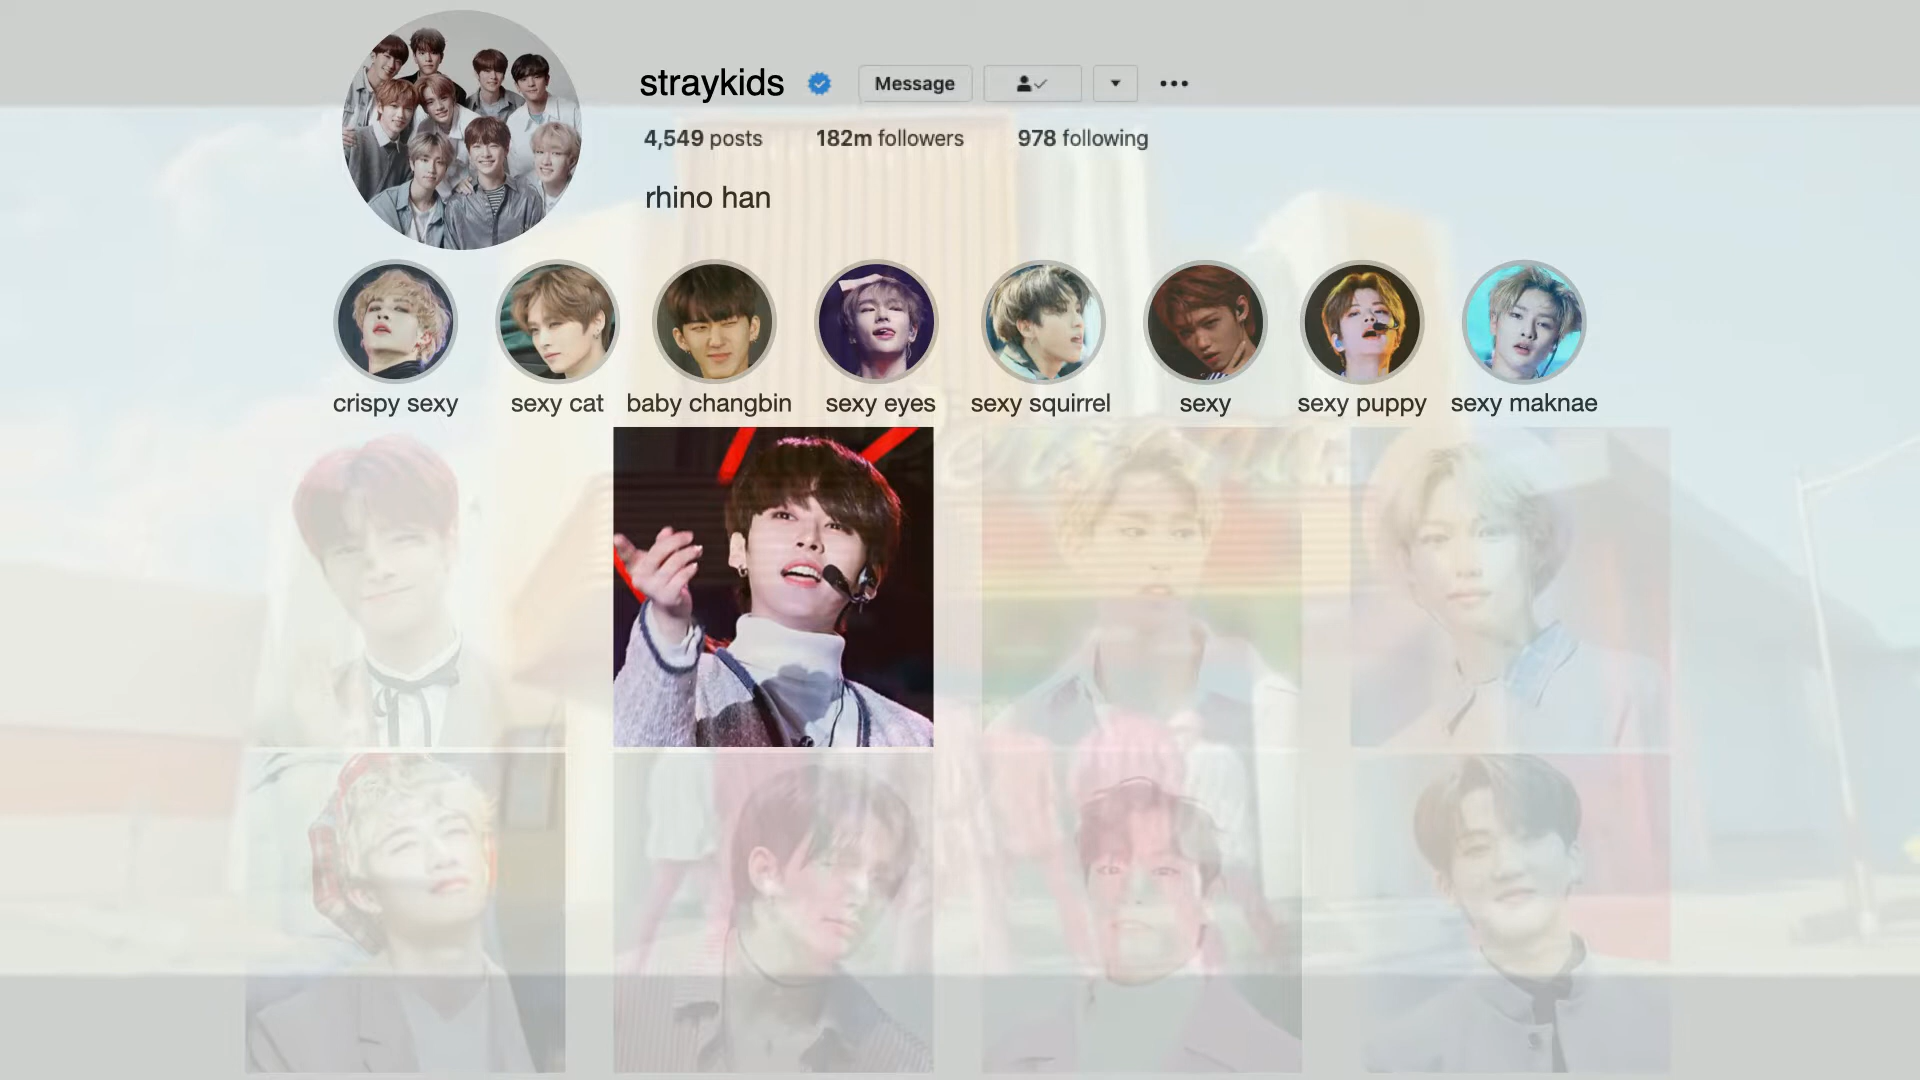 straykids
Message
4,549 posts 182m followers 978 following
rhino han
crispy sexy sexy cat baby changbin sexy eyes sexy squirrel sexy sexy puppy sexy maknae